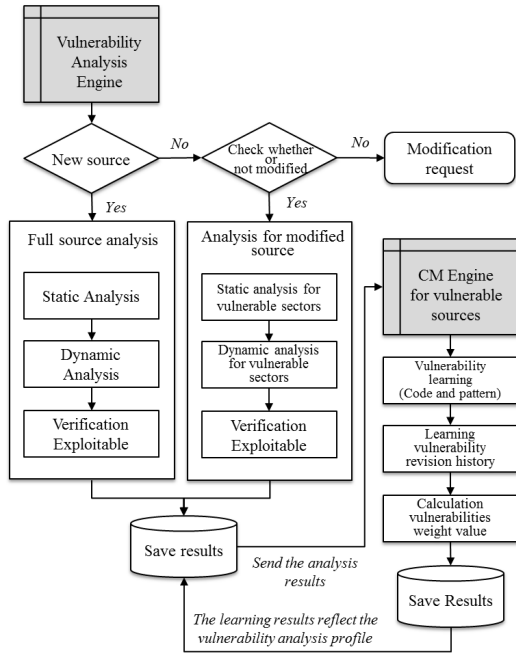 Vulnerability
Analysis
Engine
New source
No
Check whether
or
not modified
No
Modification
request
Yes
Yes
Full source analysis
Static Analysis
Dynamic
Analysis
Verification
Exploitable
Analysis for modified
source
Static analysis for
vulnerable sectors
Dynamic analysis
for vulnerable
sectors
Verification
Exploitable
CM Engine
for vulnerable
sources
Vulnerability
learning
(Code and pattern)
Learning
vulnerability
revision history
Calculation
vulnerabilities
weight value
Save results
Send the analysis
results
Save Results
The learning results reflect the
vulnerability analysis profile